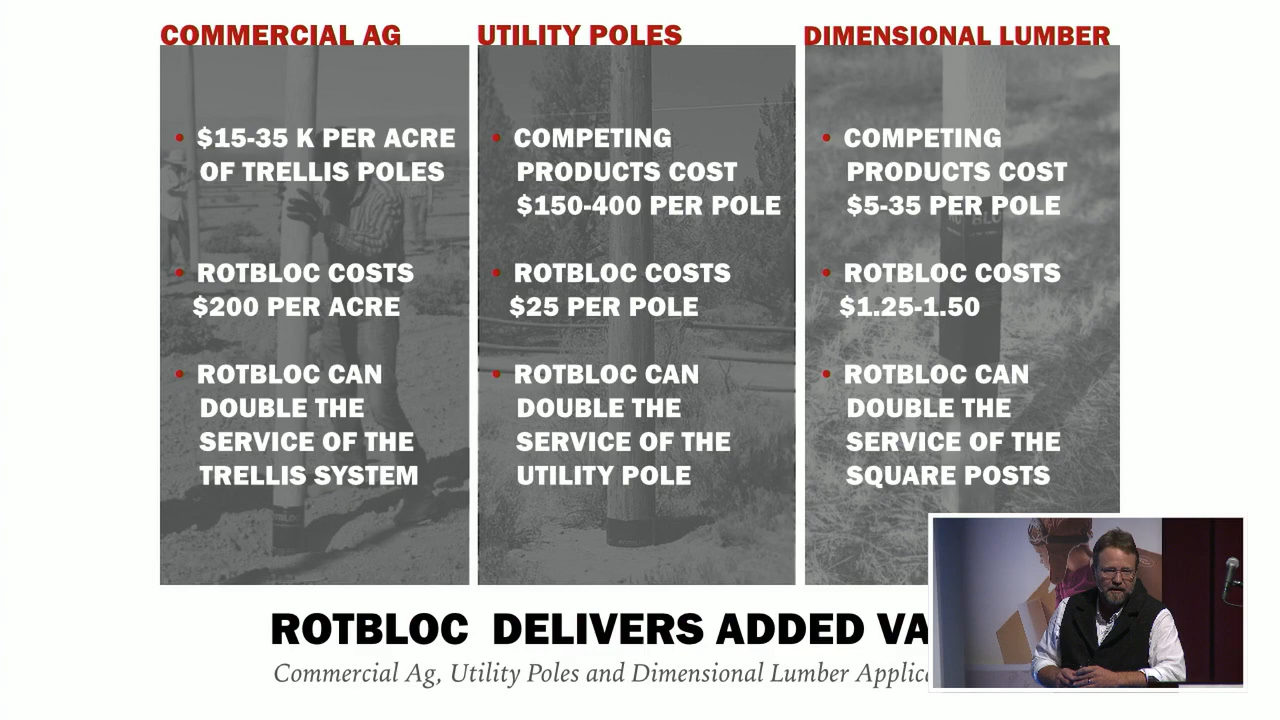 COMMERCIAL AG
• $15-35 K PER ACRE
OF TRELLIS POLES
• ROTBLOC COSTS
$200 PER ACRE
• ROTBLOC CAN
DOUBLE THE
SERVICE OF THE
TRELLIS SYSTEM
UTILITY POLES
• COMPETING
PRODUCTS COST
$150-400 PER POLE
• ROTBLOC COSTS
$25 PER POLE
• ROTBLOC CAN
DOUBLE THE
SERVICE OF THE
UTILITY POLE
DIMENSIONAL LUMBER
• COMPETING
PRODUCTS COST
$5-35 PER POLE
• ROTBLOC COSTS
$1.25-1.50
• ROTBLOC CAN
DOUBLE THE
SERVICE OF THE
SQUARE POSTS
ROTBLOC DELIVERS ADDED VA
Commercial Ag, Utility Poles and Dimensional Lumber Applic